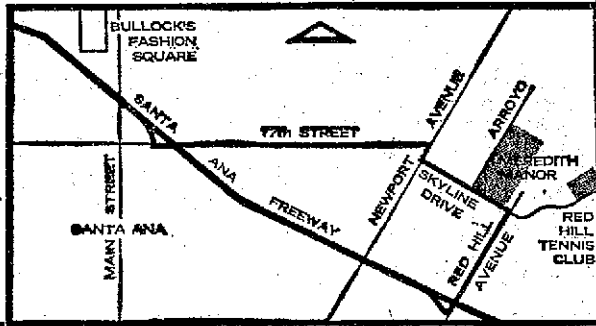 BULLOCK'S
FASHION
SQUARE
SANTA
ANA
FREEWAY
17th STREET
MAIN STREET
SANTA ANA
NEWPORT AVENUE
ARROYO
MEREDITH
MANOR
SKYLINE
DRIVE
RED HILL
AVENUE
RED
HILL
TENNIS
CLUB